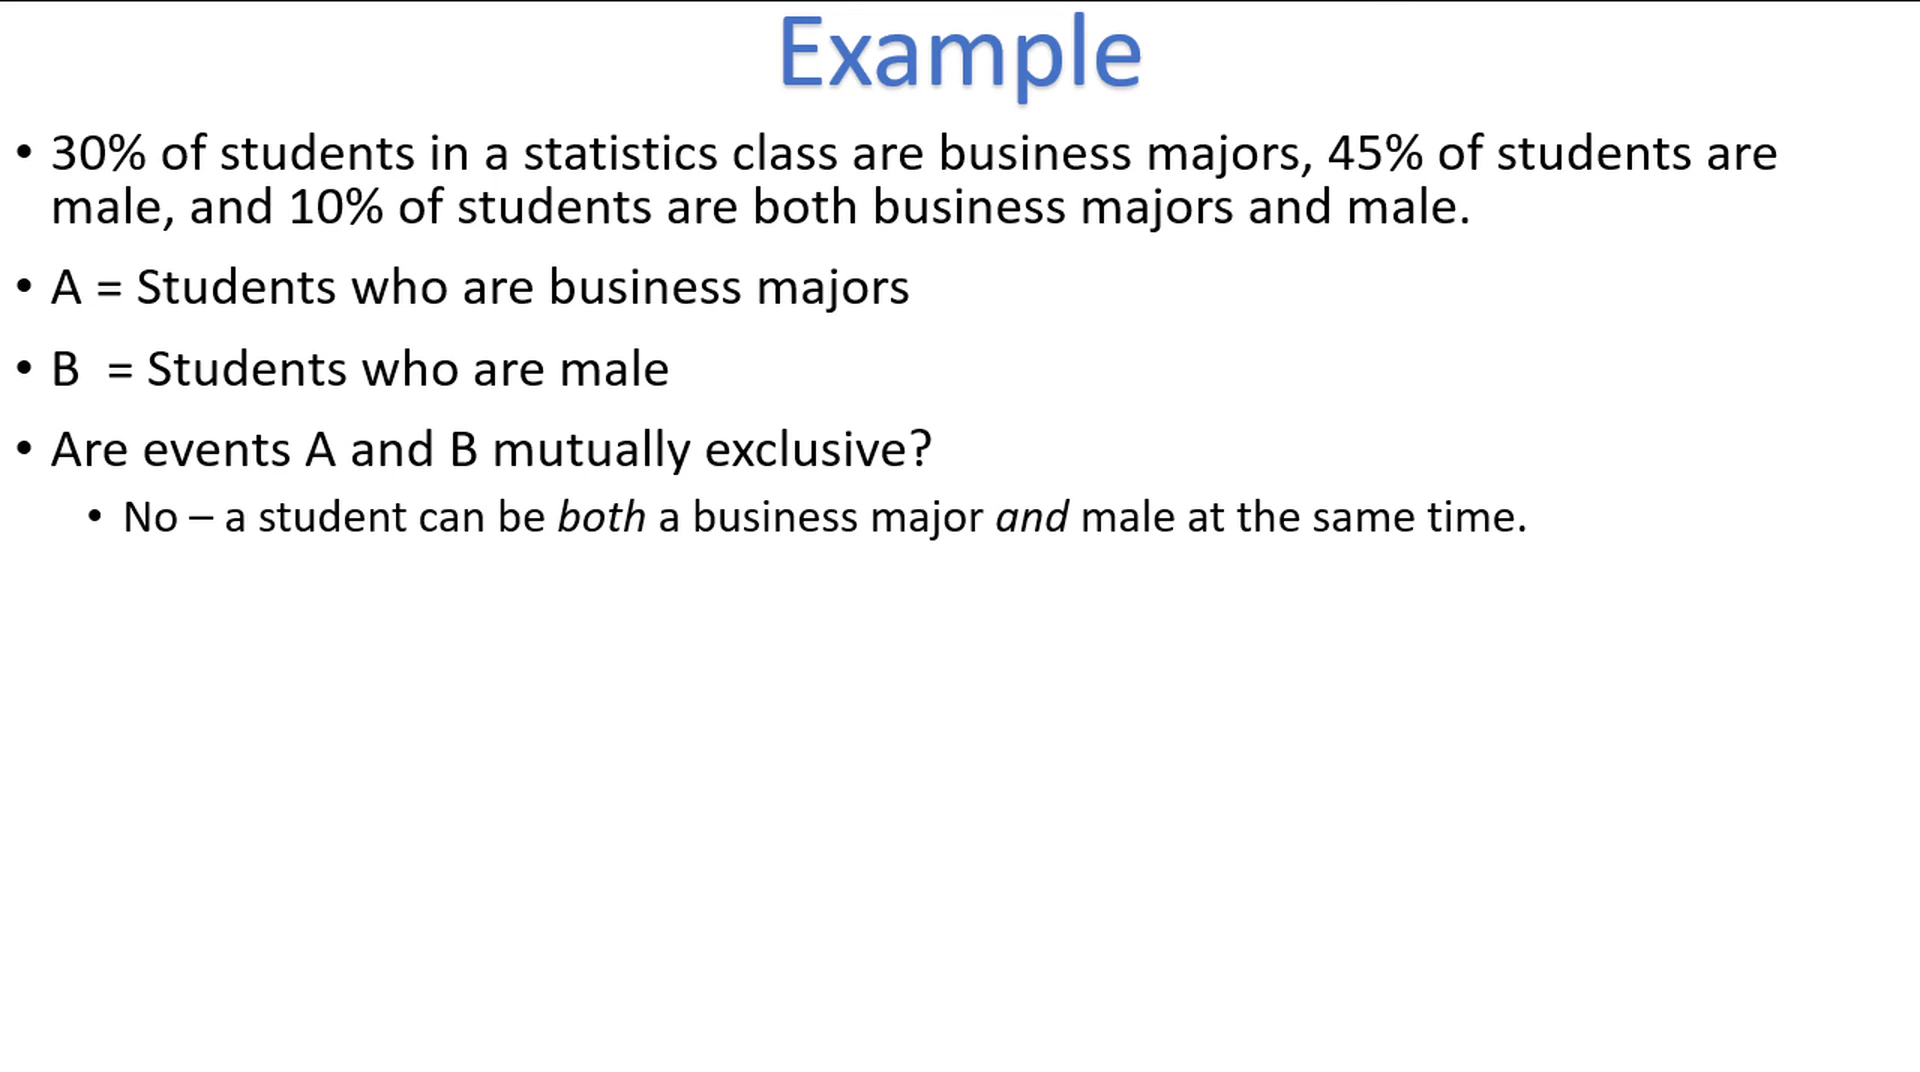 Example
• 30% of students in a statistics class are business majors, 45% of students are
male, and 10% of students are both business majors and male.
• A = Students who are business majors
• B  = Students who are male
• Are events A and B mutually exclusive?
• No – a student can be both a business major and male at the same time.